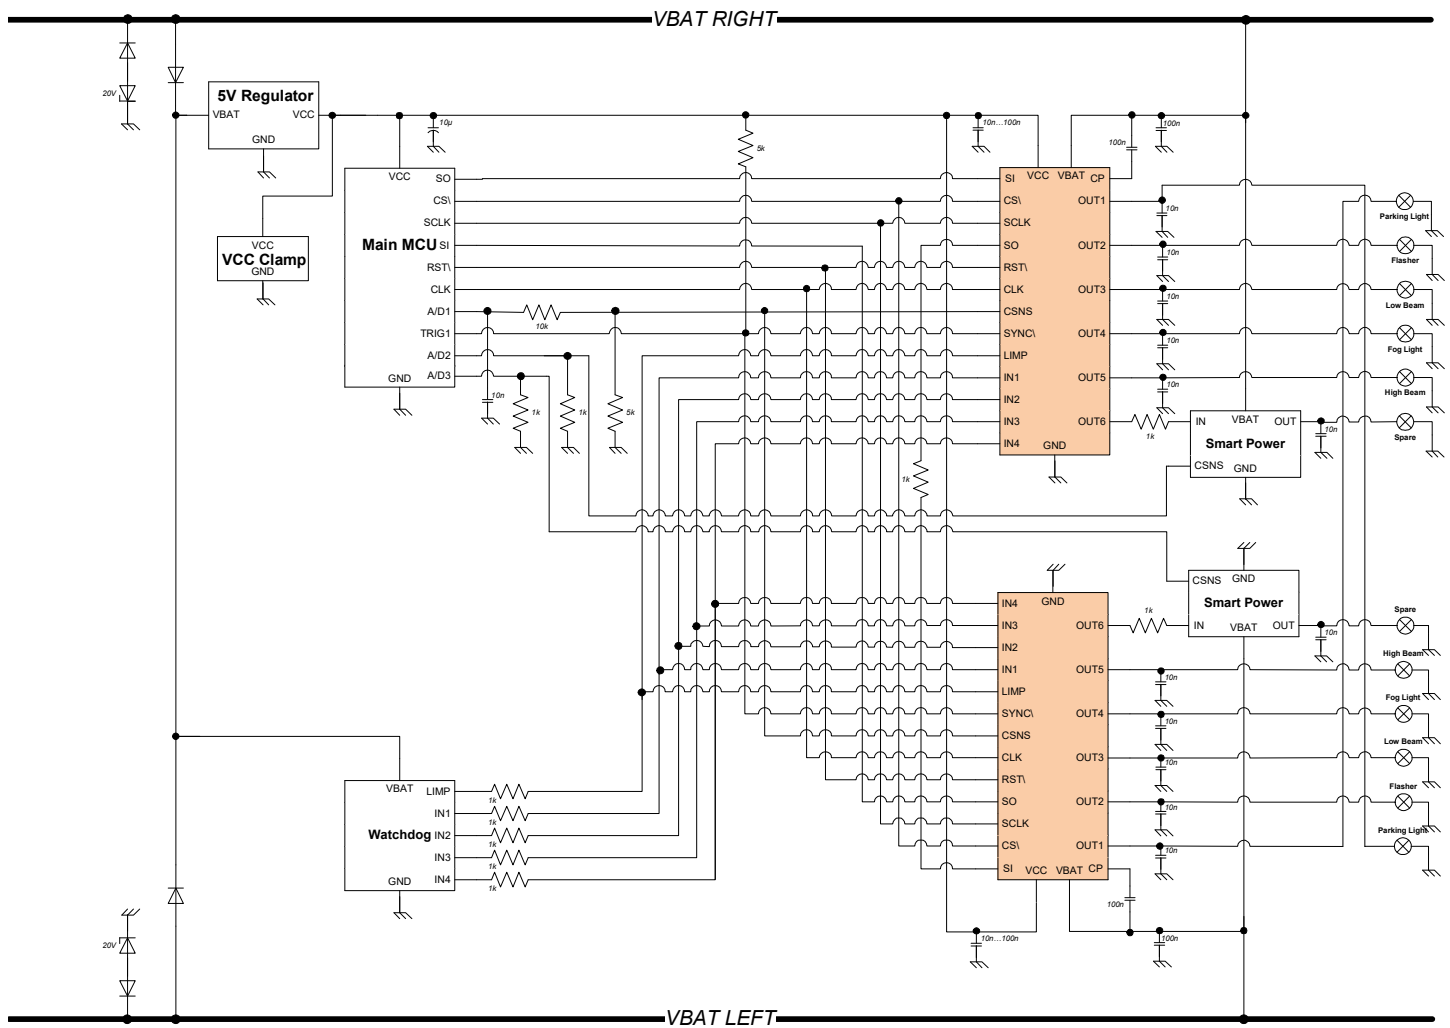 VBAT RIGHT
20V
5V Regulator
VBAT
VCC
GND
10µ
5k
10n...100n
100n
100n
VCC
SO
CS\
SCLK
Main MCU
SI
RST\
CLK
A/D1
TRIG1
A/D2
A/D3
GND
VCC
VCC Clamp
GND
10k
10n
1k
1k
5k
SI
VCC
VBAT
CP
CS\
OUT1
SCLK
SO
OUT2
RST\
CLK
OUT3
CSNS
SYNC\
OUT4
LIMP
IN1
OUT5
IN2
IN3
OUT6
IN4
GND
10n
10n
10n
10n
10n
1k
1k
Parking Light
Flasher
Low Beam
Fog Light
High Beam
Spare
IN
VBAT
OUT
Smart Power
CSNS
GND
10n
CSNS
GND
Smart Power
IN
VBAT
OUT
10n
1k
IN4
GND
IN3
OUT6
IN2
IN1
OUT5
LIMP
SYNC\
OUT4
CSNS
CLK
OUT3
RST\
SO
OUT2
SCLK
CS\
OUT1
SI
VCC
VBAT
CP
10n
10n
10n
10n
10n
Spare
High Beam
Fog Light
Low Beam
Flasher
Parking Light
VBAT
LIMP
IN1
Watchdog
IN2
IN3
GND
IN4
1k
1k
1k
1k
1k
100n
10n...100n
100n
20V
VBAT LEFT